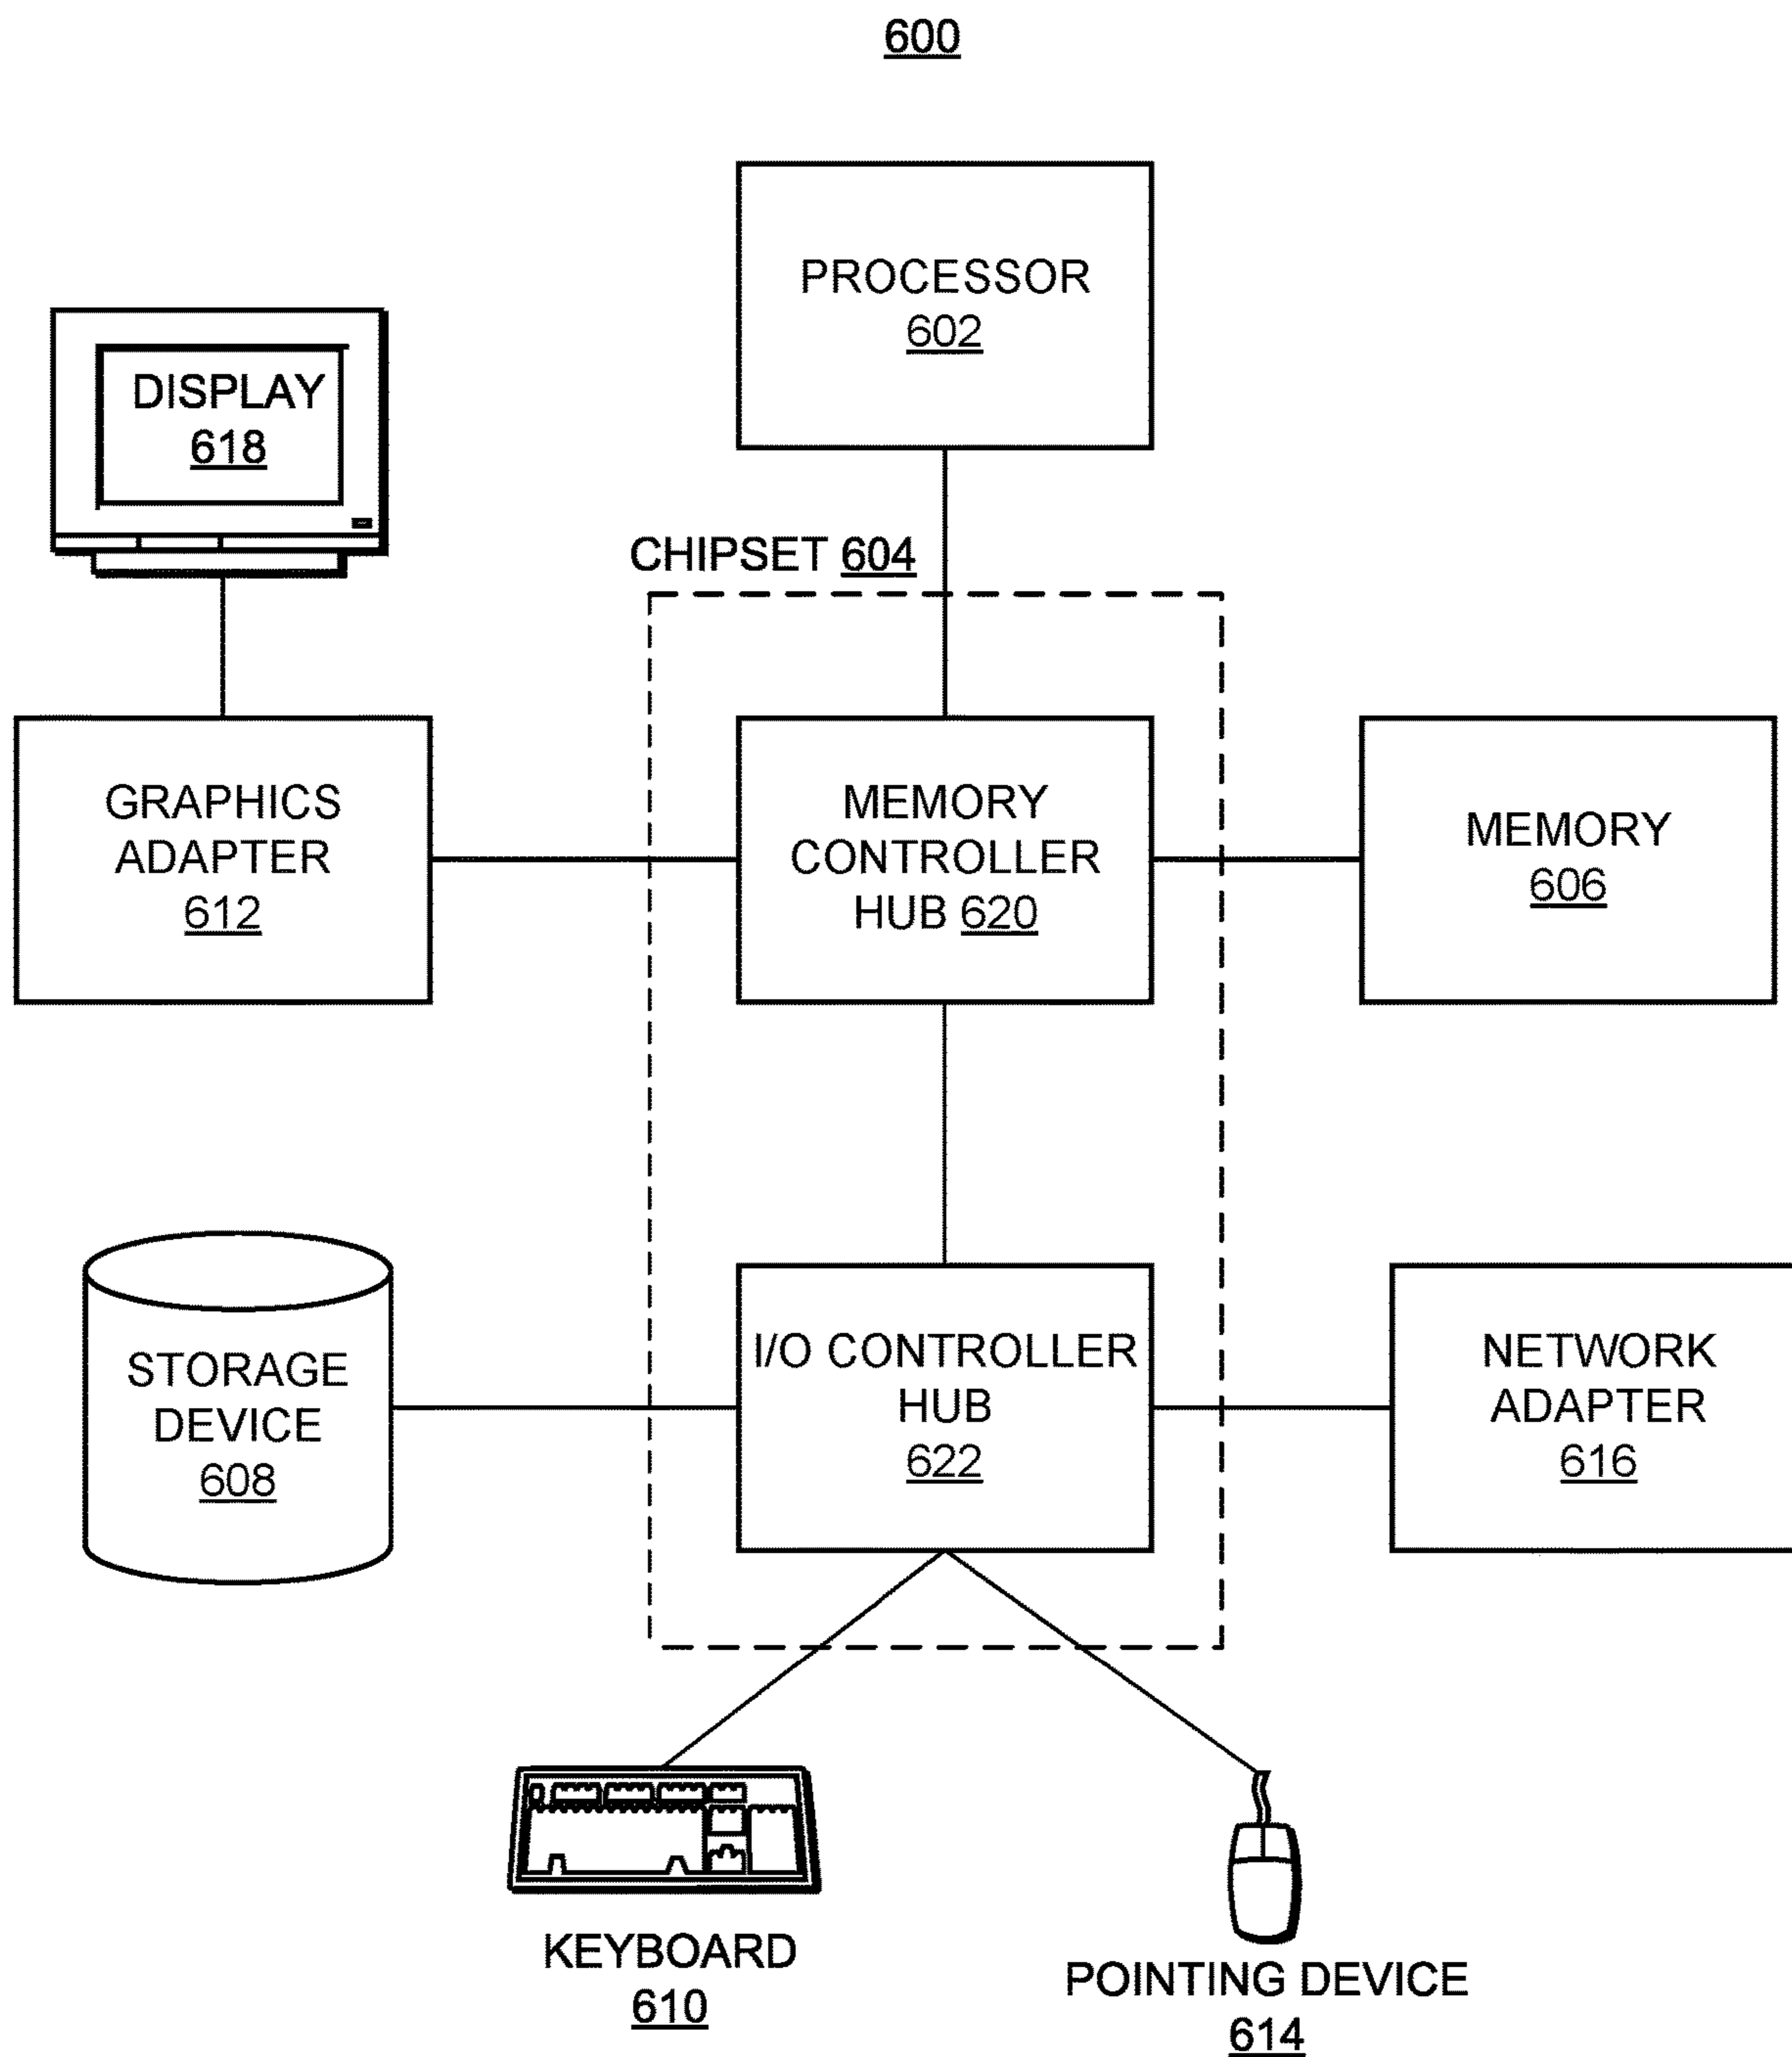 600
PROCESSOR
602
DISPLAY
618
CHIPSET 604
GRAPHICS
ADAPTER
612
MEMORY
CONTROLLER
HUB 620
MEMORY
606
STORAGE
DEVICE
608
I/O CONTROLLER
HUB
622
NETWORK
ADAPTER
616
KEYBOARD
610
POINTING DEVICE
614